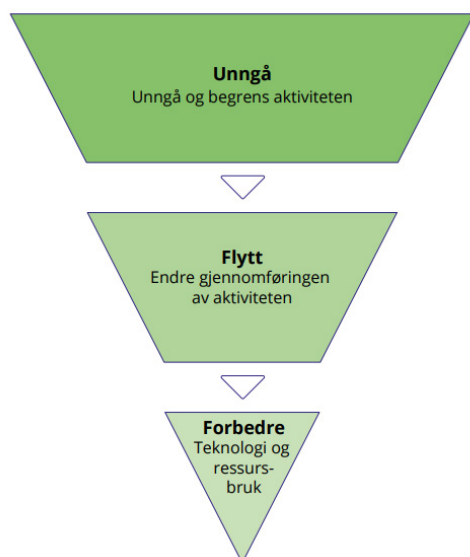 Unngå
Unngå og begrens aktiviteten
Flytt
Endre gjennomføringen
av aktiviteten
Forbedre
Teknologi og
ressurs-
bruk